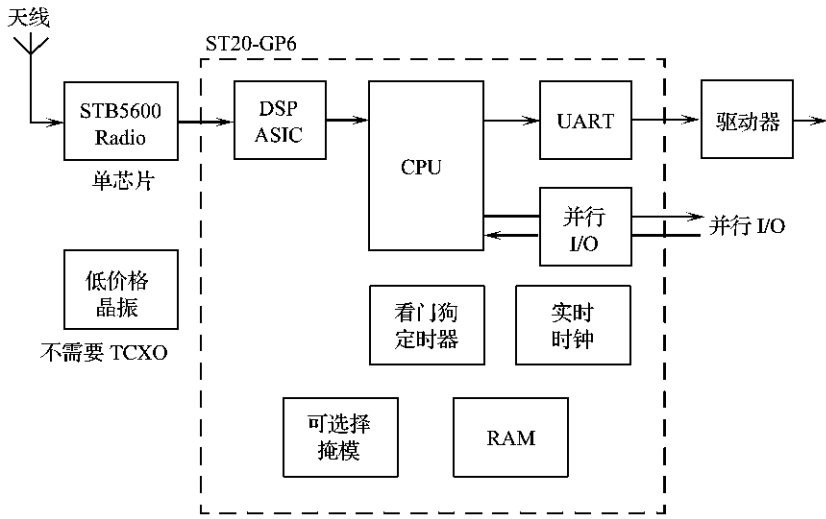 天线
ST20-GP6
STB5600
Radio
单芯片
DSP
ASIC
CPU
UART
驱动器
并行
I/O
并行 I/O
低价格
晶振
不需要 TCXO
看门狗
定时器
实时
时钟
可选择
掩模
RAM